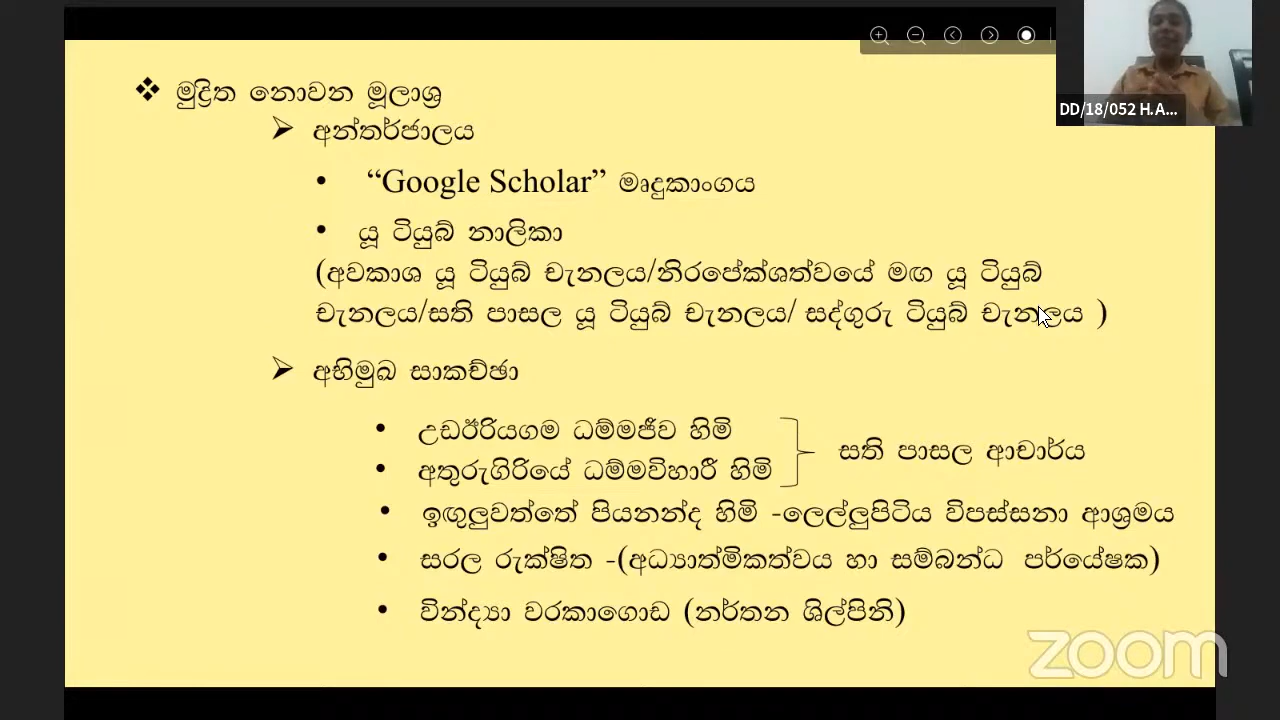 ❖ මුද්‍රිත නොවන මූලාශ්‍ර
➢ අන්තර්ජාලය
• “Google Scholar” මෘදුකාංගය
• යූ ටියුබ් නාලිකා
(අවකාශ යූ ටියුබ් චැනලය/නිරපේක්ශත්වයේ මඟ යූ ටියුබ්
චැනලය/සති පාසල යූ ටියුබ් චැනලය/ සද්ගුරු ටියුබ් චැනලය )
➢ අභිමුඛ සාකච්ඡා
• උඩඊරියගම ධම්මජීව හිමි
• අතුරුගිරියේ ධම්මවිහාරී හිමි
සති පාසල ආචාර්ය
• ඉඟුලුවත්තේ පියනන්ද හිමි -ලෙල්ලුපිටිය විපස්සනා ආශ්‍රමය
• සරල රුක්ෂිත -(අධ්‍යාත්මිකත්වය හා සම්බන්ධ පර්යේෂක)
• වින්ද්‍යා වරකාගොඩ (නර්තන ශිල්පිනි)
DD/18/052 H.A...
zoom